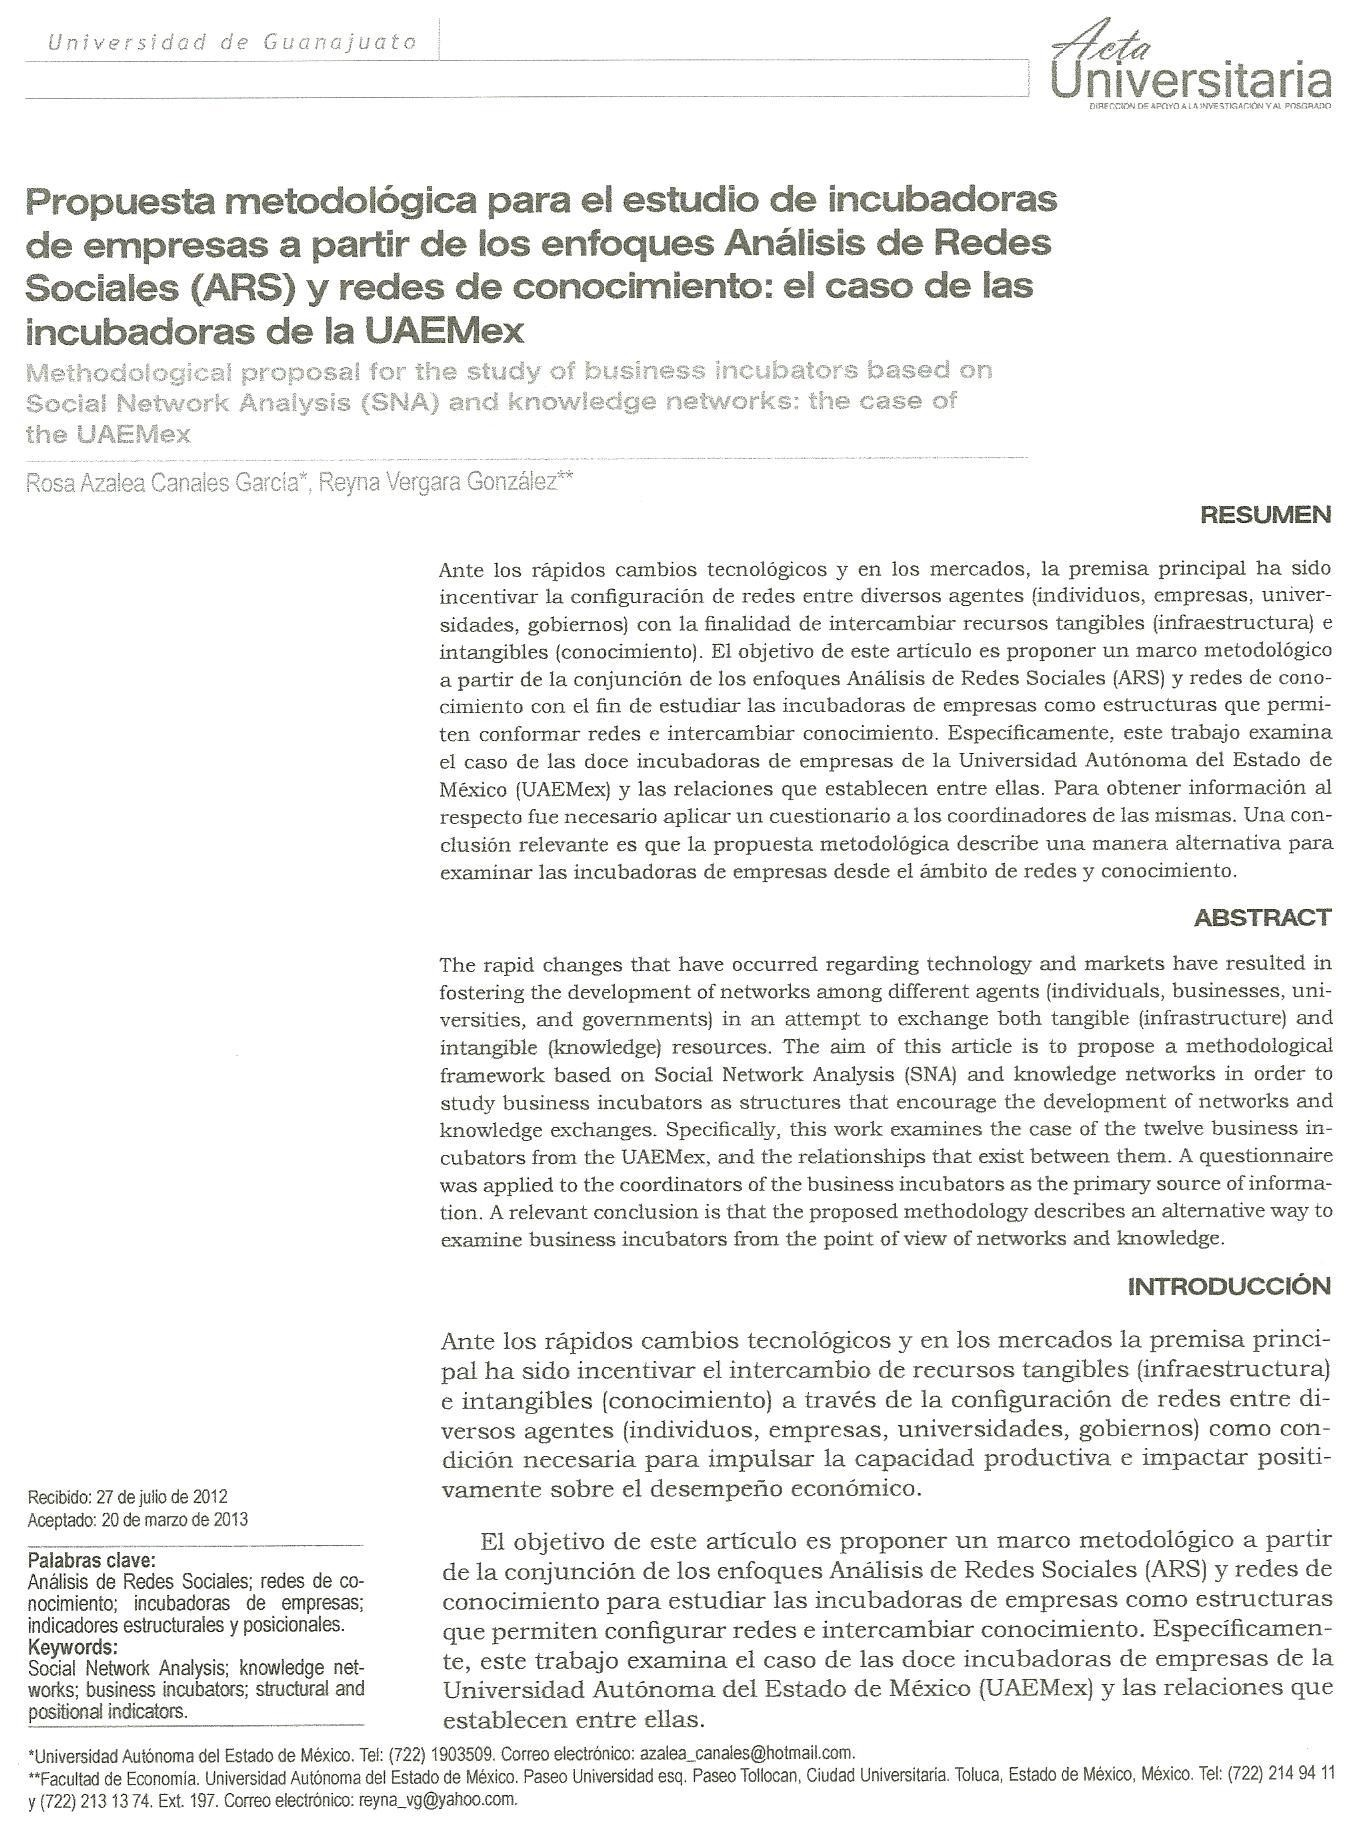 Universidad de Guanajuato
Acta
Universitaria
DIRECCIÓN DE APOYO A LA INVESTIGACIÓN Y AL POSGRADO
Propuesta metodológica para el estudio de incubadoras
de empresas a partir de los enfoques Análisis de Redes
Sociales (ARS) y redes de conocimiento: el caso de las
incubadoras de la UAEMex
Methodological proposal for the study of business incubators based on
Social Network Analysis (SNA) and knowledge networks: the case of
the UAEMex
Rosa Azalea Canales García*, Reyna Vergara González**
RESUMEN
Ante los rápidos cambios tecnológicos y en los mercados, la premisa principal ha sido
incentivar la configuración de redes entre diversos agentes (individuos, empresas, univer-
sidades, gobiernos) con la finalidad de intercambiar recursos tangibles (infraestructura) e
intangibles (conocimiento). El objetivo de este artículo es proponer un marco metodológico
a partir de la conjunción de los enfoques Análisis de Redes Sociales (ARS) y redes de cono-
cimiento con el fin de estudiar las incubadoras de empresas como estructuras que permi-
ten conformar redes e intercambiar conocimiento. Específicamente, este trabajo examina
el caso de las doce incubadoras de empresas de la Universidad Autónoma del Estado de
México (UAEMex) y las relaciones que establecen entre ellas. Para obtener información al
respecto fue necesario aplicar un cuestionario a los coordinadores de las mismas. Una con-
clusión relevante es que la propuesta metodológica describe una manera alternativa para
examinar las incubadoras de empresas desde el ámbito de redes y conocimiento.
ABSTRACT
The rapid changes that have occurred regarding technology and markets have resulted in
fostering the development of networks among different agents (individuals, businesses, uni-
versities, and governments) in an attempt to exchange both tangible (infrastructure) and
intangible (knowledge) resources. The aim of this article is to propose a methodological
framework based on Social Network Analysis (SNA) and knowledge networks in order to
study business incubators as structures that encourage the development of networks and
knowledge exchanges. Specifically, this work examines the case of the twelve business in-
cubators from the UAEMex, and the relationships that exist between them. A questionnaire
was applied to the coordinators of the business incubators as the primary source of informa-
tion. A relevant conclusion is that the proposed methodology describes an alternative way to
examine business incubators from the point of view of networks and knowledge.
INTRODUCCIÓN
Ante los rápidos cambios tecnológicos y en los mercados la premisa princi-
pal ha sido incentivar el intercambio de recursos tangibles (infraestructura)
e intangibles (conocimiento) a través de la configuración de redes entre di-
versos agentes (individuos, empresas, universidades, gobiernos) como con-
dición necesaria para impulsar la capacidad productiva e impactar positi-
vamente sobre el desempeño económico.
El objetivo de este artículo es proponer un marco metodológico a partir
de la conjunción de los enfoques Análisis de Redes Sociales (ARS) y redes de
conocimiento para estudiar las incubadoras de empresas como estructuras
que permiten configurar redes e intercambiar conocimiento. Específicamen-
te, este trabajo examina el caso de las doce incubadoras de empresas de la
Universidad Autónoma del Estado de México (UAEMex) y las relaciones que
establecen entre ellas.
Recibido: 27 de julio de 2012
Aceptado: 20 de marzo de 2013
Palabras clave:
Análisis de Redes Sociales; redes de co-
nocimiento; incubadoras de empresas;
indicadores estructurales y posicionales.
Keywords:
Social Network Analysis; knowledge net-
works; business incubators; structural and
positional indicators.
*Universidad Autónoma del Estado de México. Tel: (722) 1903509. Correo electrónico: azalea_canales@hotmail.com.
**Facultad de Economía. Universidad Autónoma del Estado de México. Paseo Universidad esq. Paseo Tollocan, Ciudad Universitaria. Toluca, Estado de México, México. Tel: (722) 214 94 11
y (722) 213 13 74. Ext. 197. Correo electrónico: reyna_vg@yahoo.com.